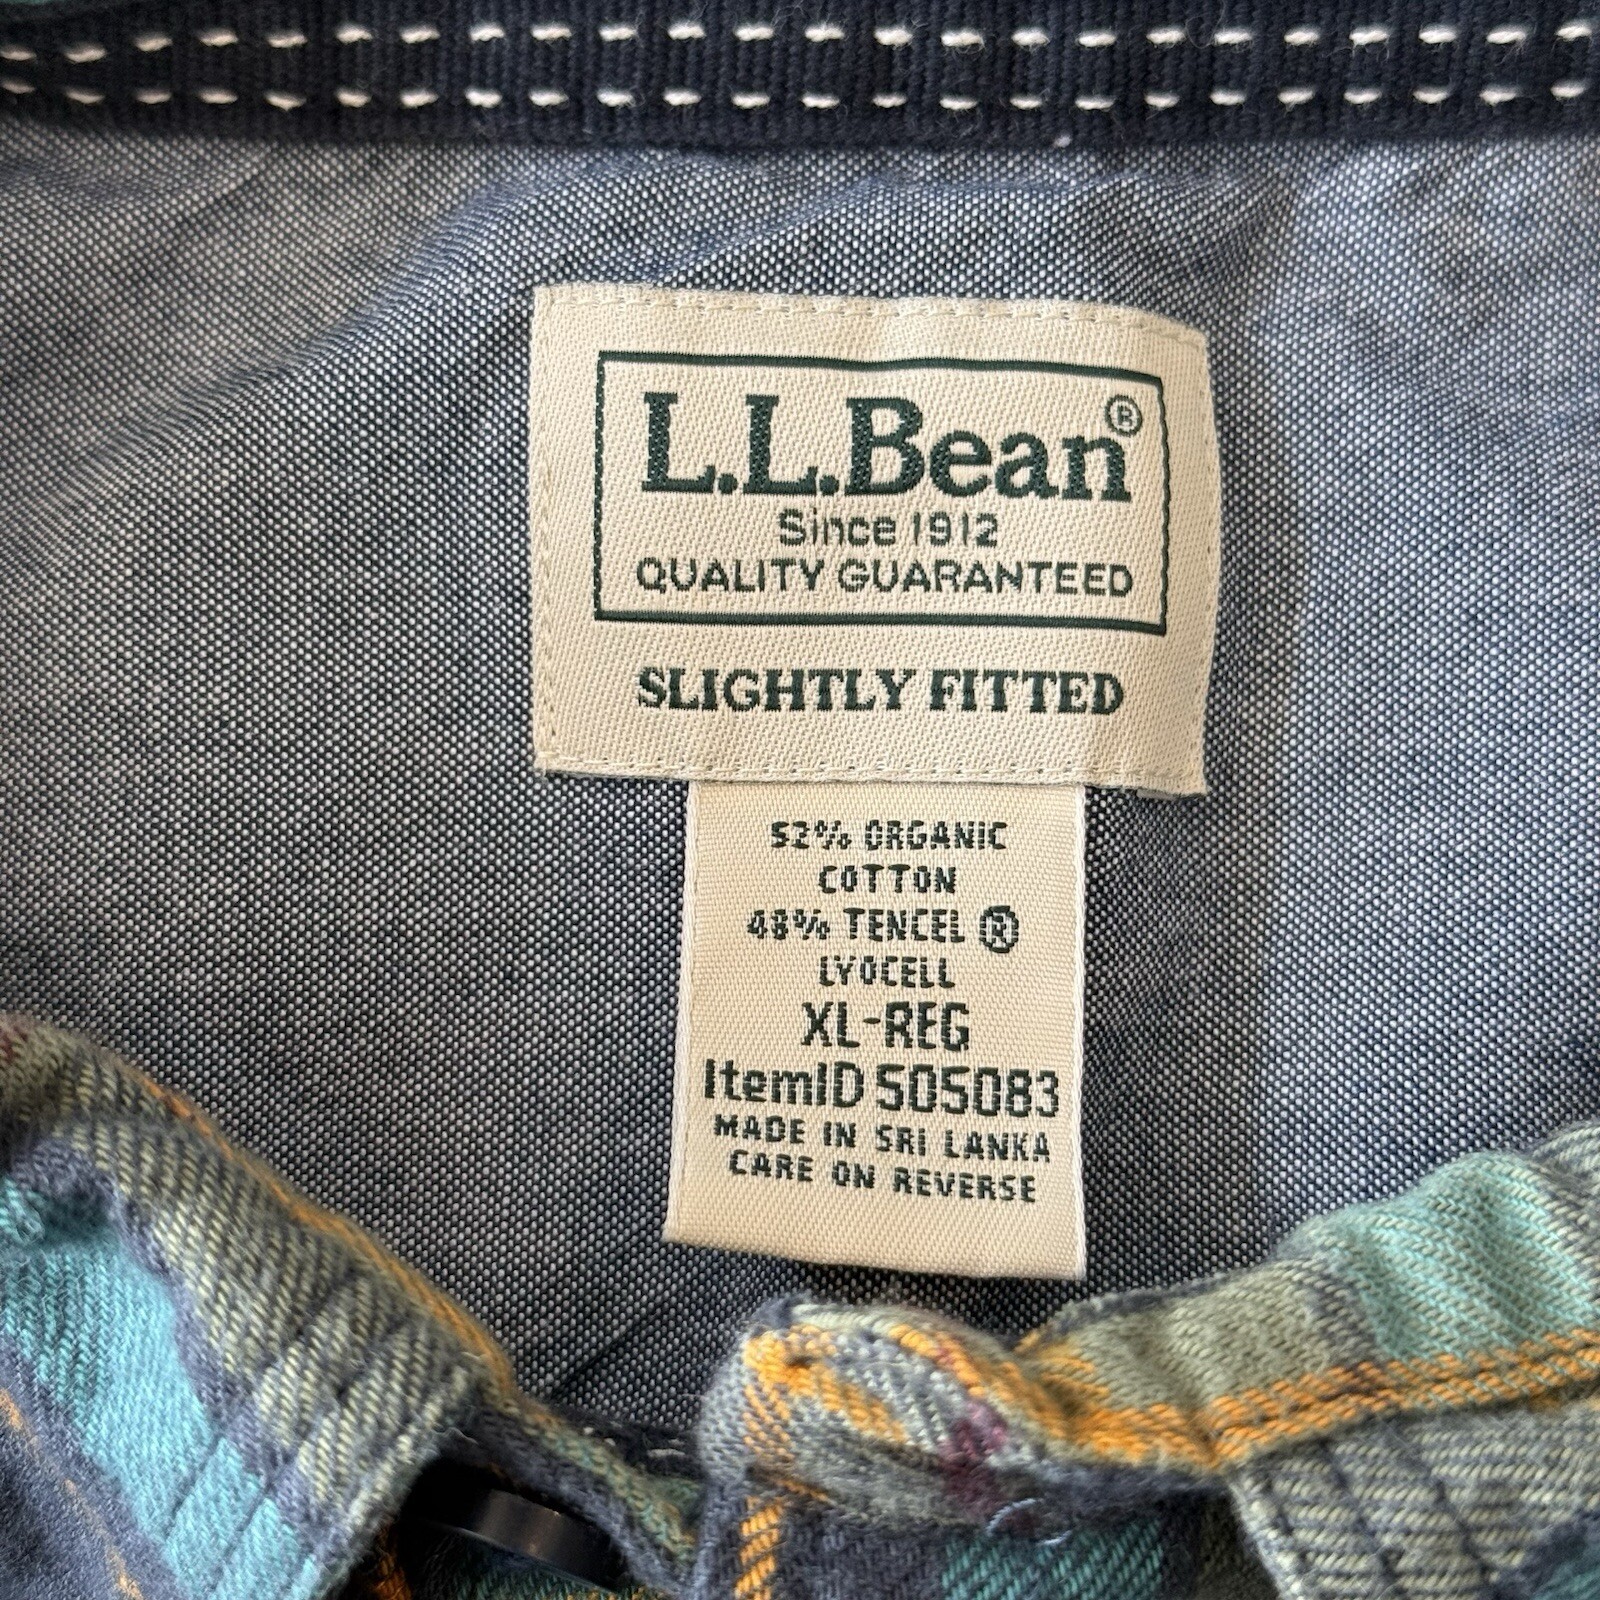 L.L.Bean®
Since 1912
QUALITY GUARANTEED
SLIGHTLY FITTED
52% ORGANIC
COTTON
48% TENCEL ®
LYOCELL
XL-REG
ItemID 505083
MADE IN SRI LANKA
CARE ON REVERSE